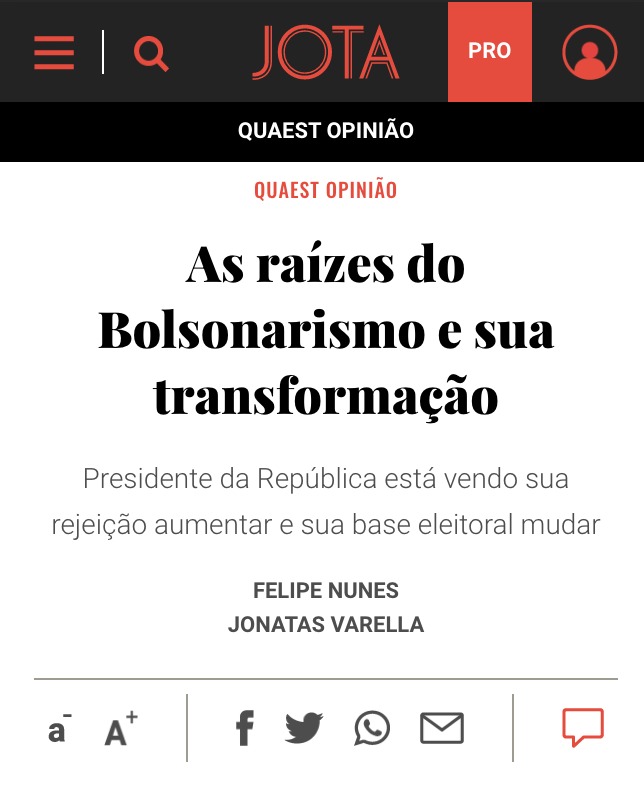 JOTA
PRO
QUAEST OPINIÃO
QUAEST OPINIÃO
As raízes do
Bolsonarismo e sua
transformação
Presidente da República está vendo sua
rejeição aumentar e sua base eleitoral mudar
FELIPE NUNES
JONATAS VARELLA
a- A+